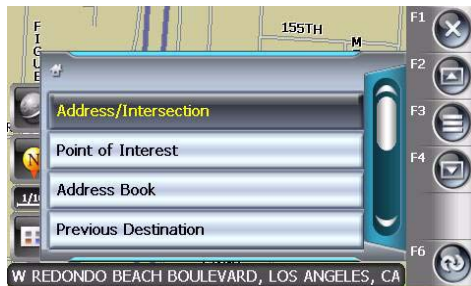 F1
155TH
M
FIGUE
F2
Address/Intersection
F3
Point of Interest
N
F4
Address Book
Previous Destination
F6
W REDONDO BEACH BOULEVARD, LOS ANGELES, CA